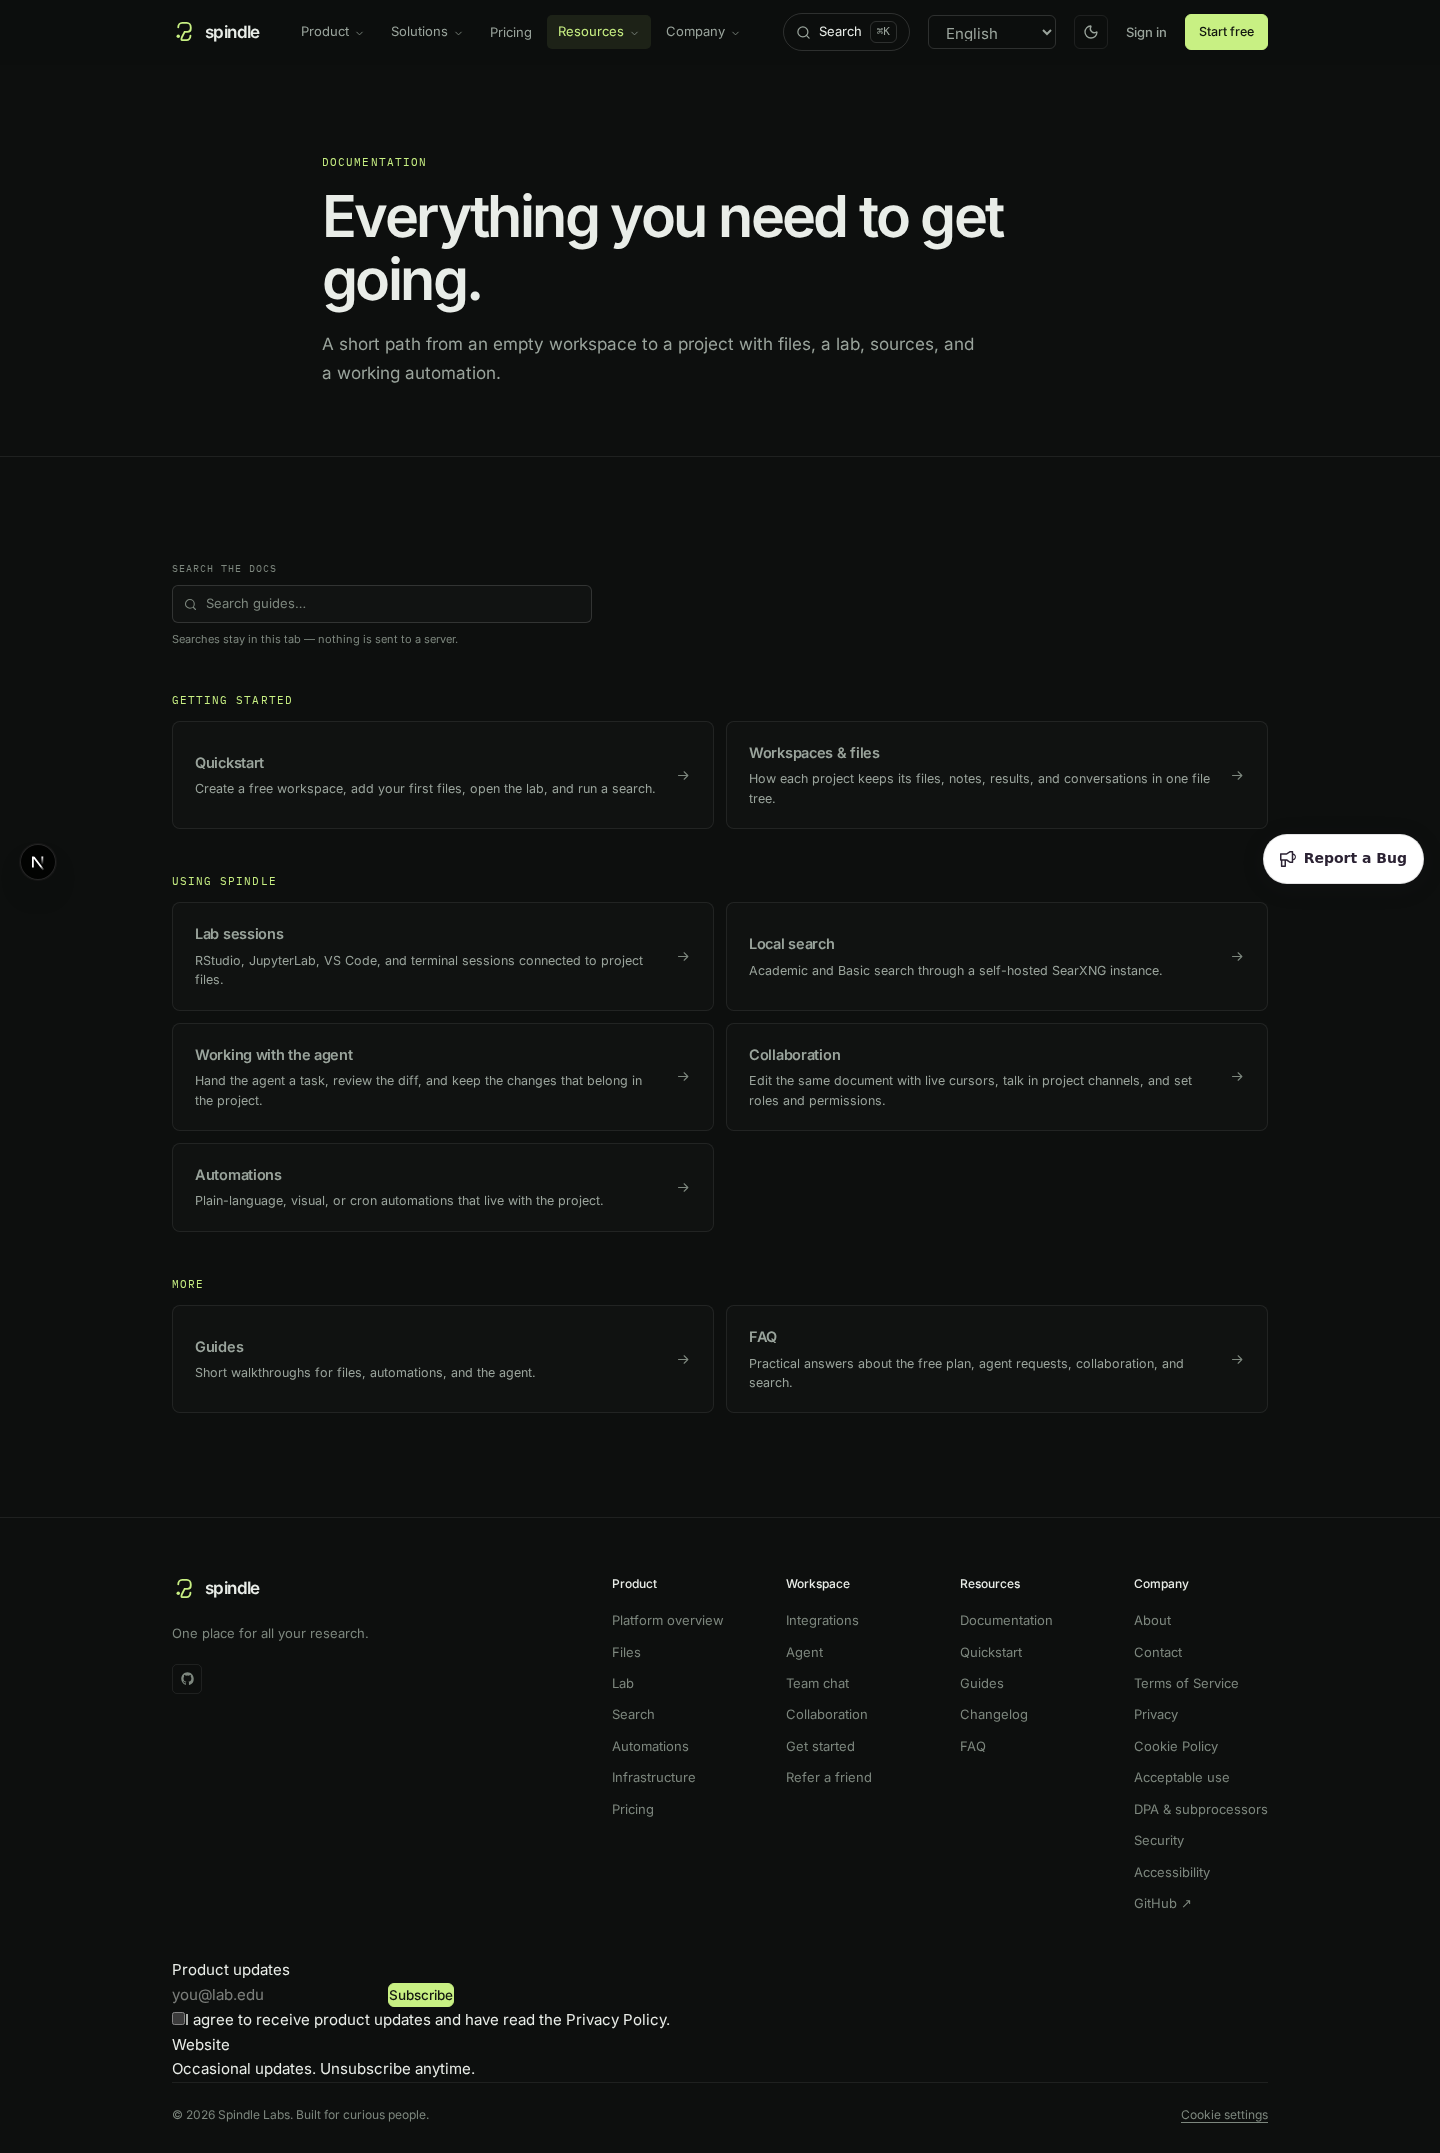 spindle
Product
Solutions
Pricing
Resources
Company
Search ⌘K
English
Sign in
Start free
DOCUMENTATION
Everything you need to get
going.
A short path from an empty workspace to a project with files, a lab, sources, and
a working automation.
SEARCH THE DOCS
Search guides...
Searches stay in this tab — nothing is sent to a server.
GETTING STARTED
Quickstart
Create a free workspace, add your first files, open the lab, and run a search. →
Workspaces & files
How each project keeps its files, notes, results, and conversations in one file →
tree.
N
Report a Bug
USING SPINDLE
Lab sessions
RStudio, JupyterLab, VS Code, and terminal sessions connected to project →
files.
Local search
Academic and Basic search through a self-hosted SearXNG instance. →
Working with the agent
Hand the agent a task, review the diff, and keep the changes that belong in →
the project.
Collaboration
Edit the same document with live cursors, talk in project channels, and set →
roles and permissions.
Automations
Plain-language, visual, or cron automations that live with the project. →
MORE
Guides
Short walkthroughs for files, automations, and the agent. →
FAQ
Practical answers about the free plan, agent requests, collaboration, and →
search.
spindle
One place for all your research.
Product
Platform overview
Files
Lab
Search
Automations
Infrastructure
Pricing
Workspace
Integrations
Agent
Team chat
Collaboration
Get started
Refer a friend
Resources
Documentation
Quickstart
Guides
Changelog
FAQ
Company
About
Contact
Terms of Service
Privacy
Cookie Policy
Acceptable use
DPA & subprocessors
Security
Accessibility
GitHub ↗
Product updates
you@lab.edu
Subscribe
I agree to receive product updates and have read the Privacy Policy.
Website
Occasional updates. Unsubscribe anytime.
© 2026 Spindle Labs. Built for curious people.
Cookie settings